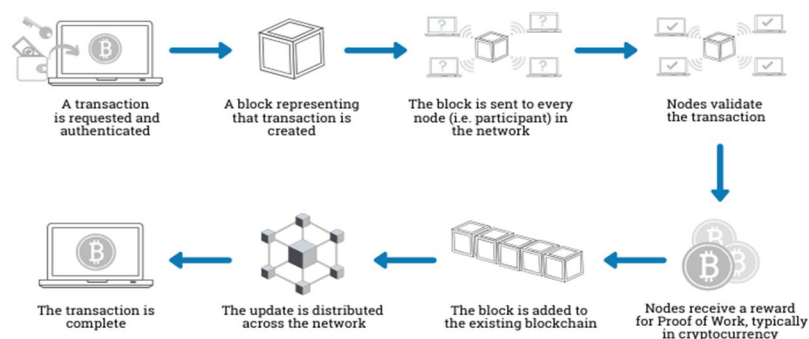 A transaction
is requested and
authenticated
A block representing
that transaction is
created
The block is sent to every
node (i.e. participant) in
the network
Nodes validate
the transaction
Nodes receive a reward
for Proof of Work, typically
in cryptocurrency
The block is added to
the existing blockchain
The update is distributed
across the network
The transaction is
complete